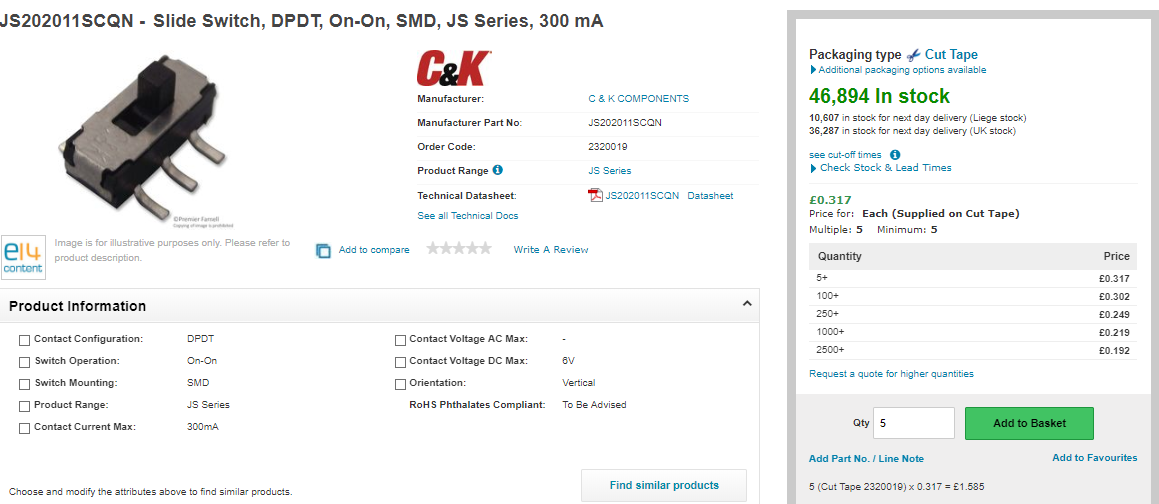 JS202011SCQN - Slide Switch, DPDT, On-On, SMD, JS Series, 300 mA
©Premier Farnell
Copying of image is prohibited
e14
content
Image is for illustrative purposes only. Please refer to
product description.
C&K
Manufacturer: C & K COMPONENTS
Manufacturer Part No: JS202011SCQN
Order Code: 2320019
Product Range JS Series
Technical Datasheet: JS202011SCQN Datasheet
See all Technical Docs
Add to compare Write A Review
Product Information
Contact Configuration: DPDT
Switch Operation: On-On
Switch Mounting: SMD
Product Range: JS Series
Contact Current Max: 300mA
Contact Voltage AC Max: -
Contact Voltage DC Max: 6V
Orientation: Vertical
RoHS Phthalates Compliant: To Be Advised
Choose and modify the attributes above to find similar products.
Find similar products
Packaging type Cut Tape
Additional packaging options available
46,894 In stock
10,607 in stock for next day delivery (Liege stock)
36,287 in stock for next day delivery (UK stock)
see cut-off times
Check Stock & Lead Times
£0.317
Price for: Each (Supplied on Cut Tape)
Multiple: 5 Minimum: 5
Quantity Price
5+ £0.317
100+ £0.302
250+ £0.249
1000+ £0.219
2500+ £0.192
Request a quote for higher quantities
Qty 5 Add to Basket
Add Part No. / Line Note Add to Favourites
5 (Cut Tape 2320019) x 0.317 = £1.585